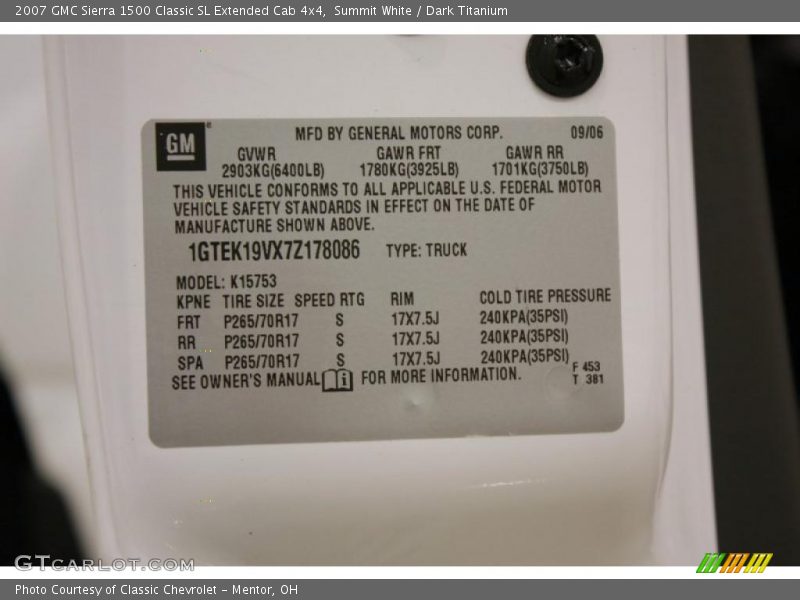 2007 GMC Sierra 1500 Classic SL Extended Cab 4x4, Summit White / Dark Titanium
GM
MFD BY GENERAL MOTORS CORP. 09/06
GVWR GAWR FRT GAWR RR
2903KG(6400LB) 1780KG(3925LB) 1701KG(3750LB)
THIS VEHICLE CONFORMS TO ALL APPLICABLE U.S. FEDERAL MOTOR
VEHICLE SAFETY STANDARDS IN EFFECT ON THE DATE OF
MANUFACTURE SHOWN ABOVE.
1GTEK19VX7Z178086 TYPE: TRUCK
MODEL: K15753
KPNE TIRE SIZE SPEED RTG RIM COLD TIRE PRESSURE
FRT P265/70R17 S 17X7.5J 240KPA(35PSI)
RR P265/70R17 S 17X7.5J 240KPA(35PSI)
SPA P265/70R17 S 17X7.5J 240KPA(35PSI)
SEE OWNER'S MANUAL FOR MORE INFORMATION.
F 453
T 381
GTcarlot.com
Photo Courtesy of Classic Chevrolet - Mentor, OH